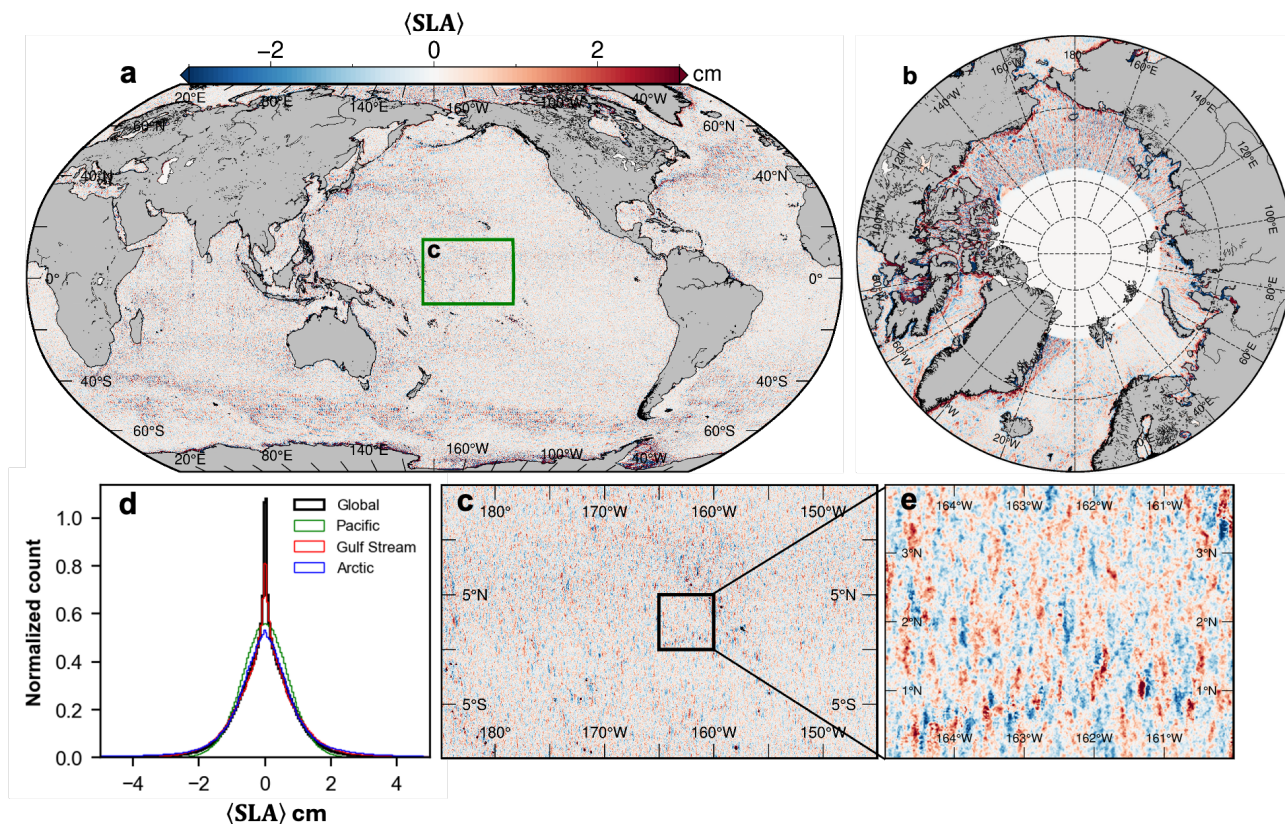 ⟨SLA⟩
−2 0 2
cm
a
20°E 60°E 140°E 160°W 100°W 40°W
60°N 60°N
40°N 40°N
c
0° 0°
40°S 40°S
60°S 60°S
20°E 80°E 140°E 160°W 100°W 40°W
b
180°
160°W 160°E
140°W 140°E
120°W 120°E
100°W 100°E
80°W 80°E
60°W 60°E
40°E
20°W
d
Global
Pacific
Gulf Stream
Arctic
Normalized count
1.0
0.8
0.6
0.4
0.2
0.0
−4 −2 0 2 4
⟨SLA⟩ cm
c
180° 170°W 160°W 150°W
5°N 5°N
5°S 5°S
180° 170°W 160°W 150°W
e
164°W 163°W 162°W 161°W
3°N 3°N
2°N 2°N
1°N 1°N
164°W 163°W 162°W 161°W